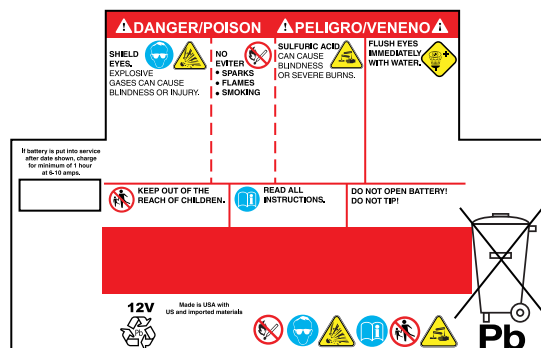 DANGER/POISON
PELIGRO/VENENO
SHIELD
EYES.
EXPLOSIVE
GASES CAN CAUSE
BLINDNESS OR INJURY.
NO
EVITER
• SPARKS
• FLAMES
• SMOKING
SULFURIC ACID
CAN CAUSE
BLINDNESS
OR SEVERE BURNS.
FLUSH EYES
IMMEDIATELY
WITH WATER.
If battery is put into service
after date shown, charge
for minimum of 1 hour
at 6-10 amps.
KEEP OUT OF THE
REACH OF CHILDREN.
READ ALL
INSTRUCTIONS.
DO NOT OPEN BATTERY!
DO NOT TIP!
12V
Pb
Made is USA with
US and imported materials
Pb